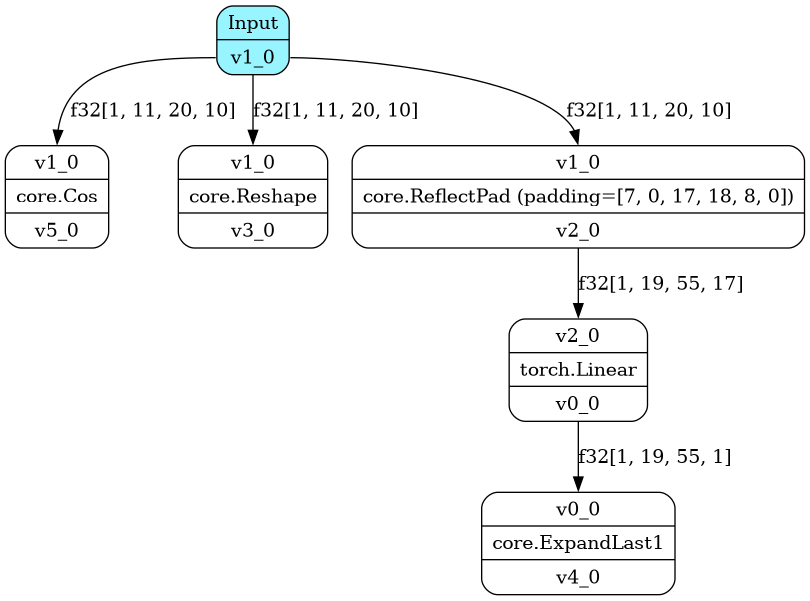 Input
v1_0
f32[1, 11, 20, 10]
f32[1, 11, 20, 10]
f32[1, 11, 20, 10]
v1_0
core.Cos
v5_0
v1_0
core.Reshape
v3_0
v1_0
core.ReflectPad (padding=[7, 0, 17, 18, 8, 0])
v2_0
f32[1, 19, 55, 17]
v2_0
torch.Linear
v0_0
f32[1, 19, 55, 1]
v0_0
core.ExpandLast1
v4_0